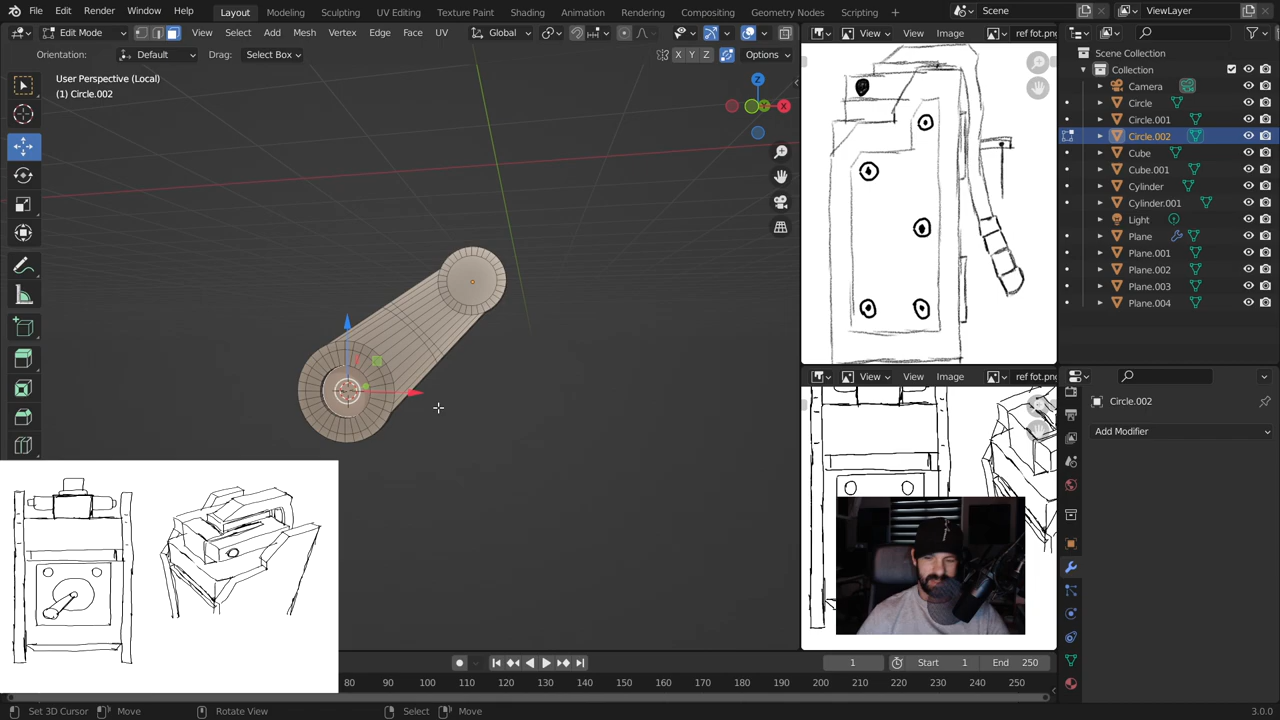 File Edit Render Window Help Layout Modeling Sculpting UV Editing Texture Paint Shading Animation Rendering Compositing Geometry Nodes Scripting Scene ViewLayer
Edit Mode View Select Add Mesh Vertex Edge Face UV Global View Image ref fot.png
Orientation: Default Drag: Select Box X Y Z Options
User Perspective (Local)
(1) Circle.002
Z
X
Y
Scene Collection
Collection
Camera
Circle
Circle.001
Circle.002
Cube
Cube.001
Cylinder
Cylinder.001
Light
Plane
Plane.001
Plane.002
Plane.003
Plane.004
View View Image ref fot.png
Circle.002
Add Modifier
1 Start 1 End 250
80 90 100 110 120 130 140 150 160 170 180 190 200 210 220 230 240 250
Set 3D Cursor Move Rotate View Select Move 3.0.0